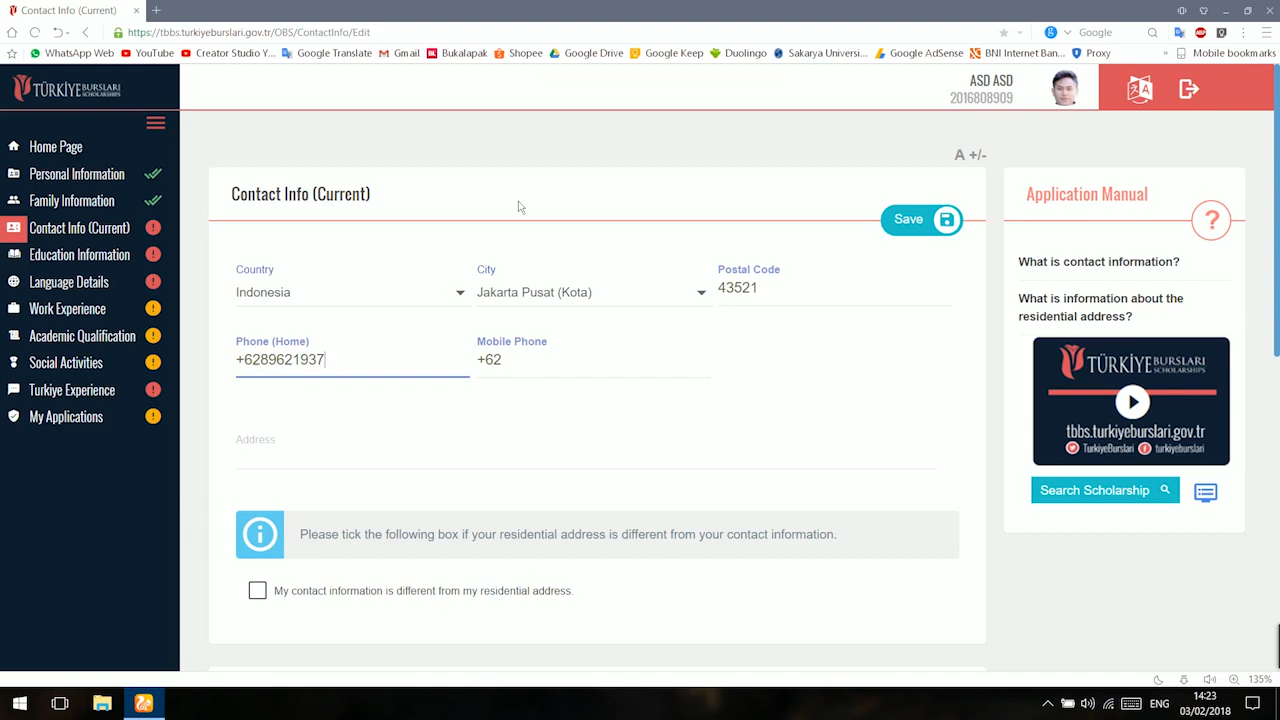 Contact Info (Current)
https://tbbs.turkiyeburslari.gov.tr/OBS/ContactInfo/Edit
Google
WhatsApp Web
YouTube
Creator Studio Y...
Google Translate
Gmail
Bukalapak
Shopee
Google Drive
Google Keep
Duolingo
Sakarya Universi...
Google AdSense
BNI Internet Ban...
Proxy
»
Mobile bookmarks
TÜRKİYE BURSLARI
SCHOLARSHIPS
ASD ASD
2016808909
Home Page
Personal Information
Family Information
Contact Info (Current)
Education Information
Language Details
Work Experience
Academic Qualification
Social Activities
Turkiye Experience
My Applications
A +/-
Contact Info (Current)
Save
Country
City
Postal Code
Indonesia
Jakarta Pusat (Kota)
43521
Phone (Home)
Mobile Phone
+6289621937
+62
Address
Please tick the following box if your residential address is different from your contact information.
My contact information is different from my residential address.
Application Manual
?
What is contact information?
What is information about the
residential address?
TÜRKİYE BURSLARI
SCHOLARSHIPS
tbbs.turkiyeburslari.gov.tr
TurkiyeBurslari
turkiyeburslari
Search Scholarship
135%
ENG
14:23
03/02/2018